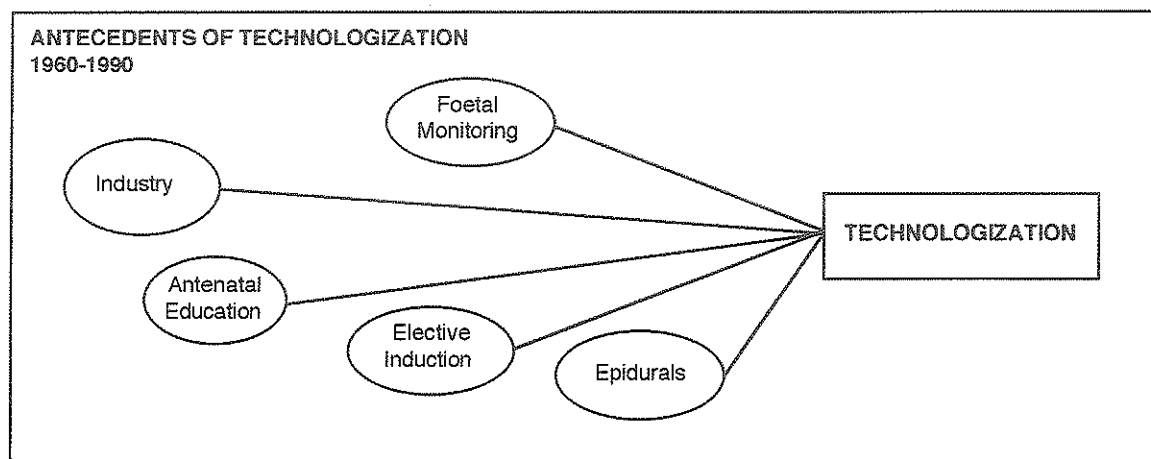 ANTECEDENTS OF TECHNOLOGIZATION
1960-1990
Foetal
Monitoring
Industry
TECHNOLOGIZATION
Antenatal
Education
Elective
Induction
Epidurals